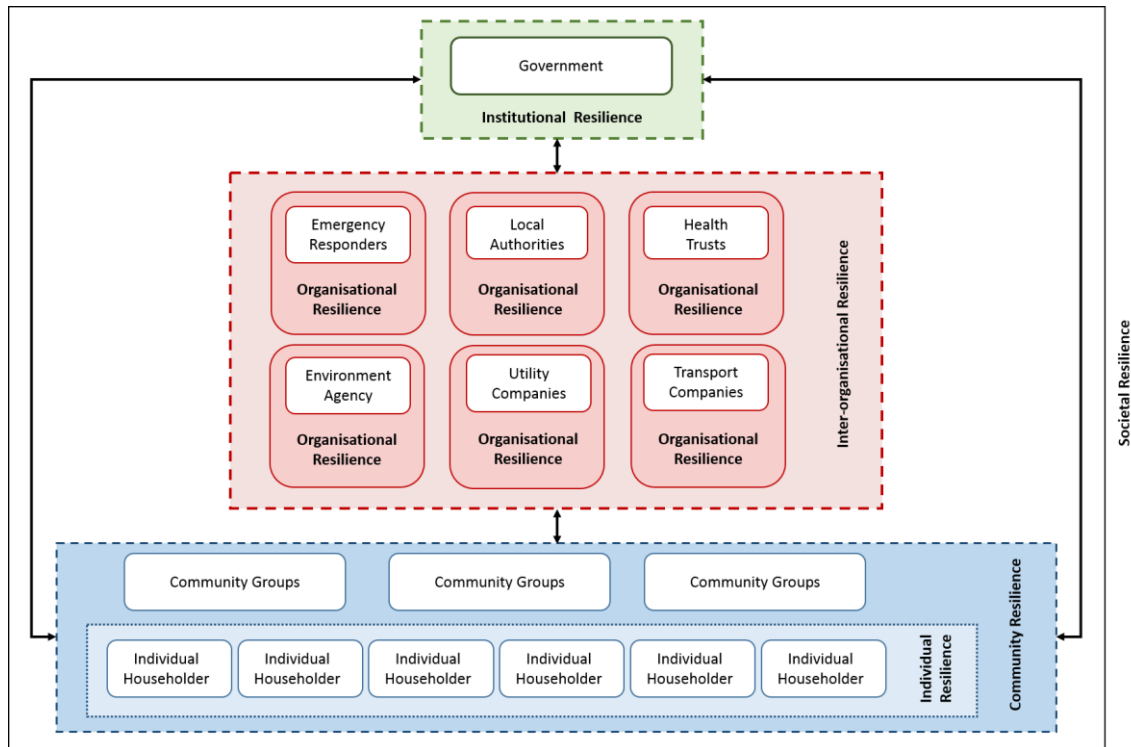 Government
Institutional Resilience
Emergency
Responders
Organisational
Resilience
Local
Authorities
Organisational
Resilience
Health
Trusts
Organisational
Resilience
Environment
Agency
Organisational
Resilience
Utility
Companies
Organisational
Resilience
Transport
Companies
Organisational
Resilience
Inter-organisational Resilience
Community Groups
Community Groups
Community Groups
Individual
Householder
Individual
Householder
Individual
Householder
Individual
Householder
Individual
Householder
Individual
Householder
Individual
Resilience
Community Resilience
Societal Resilience